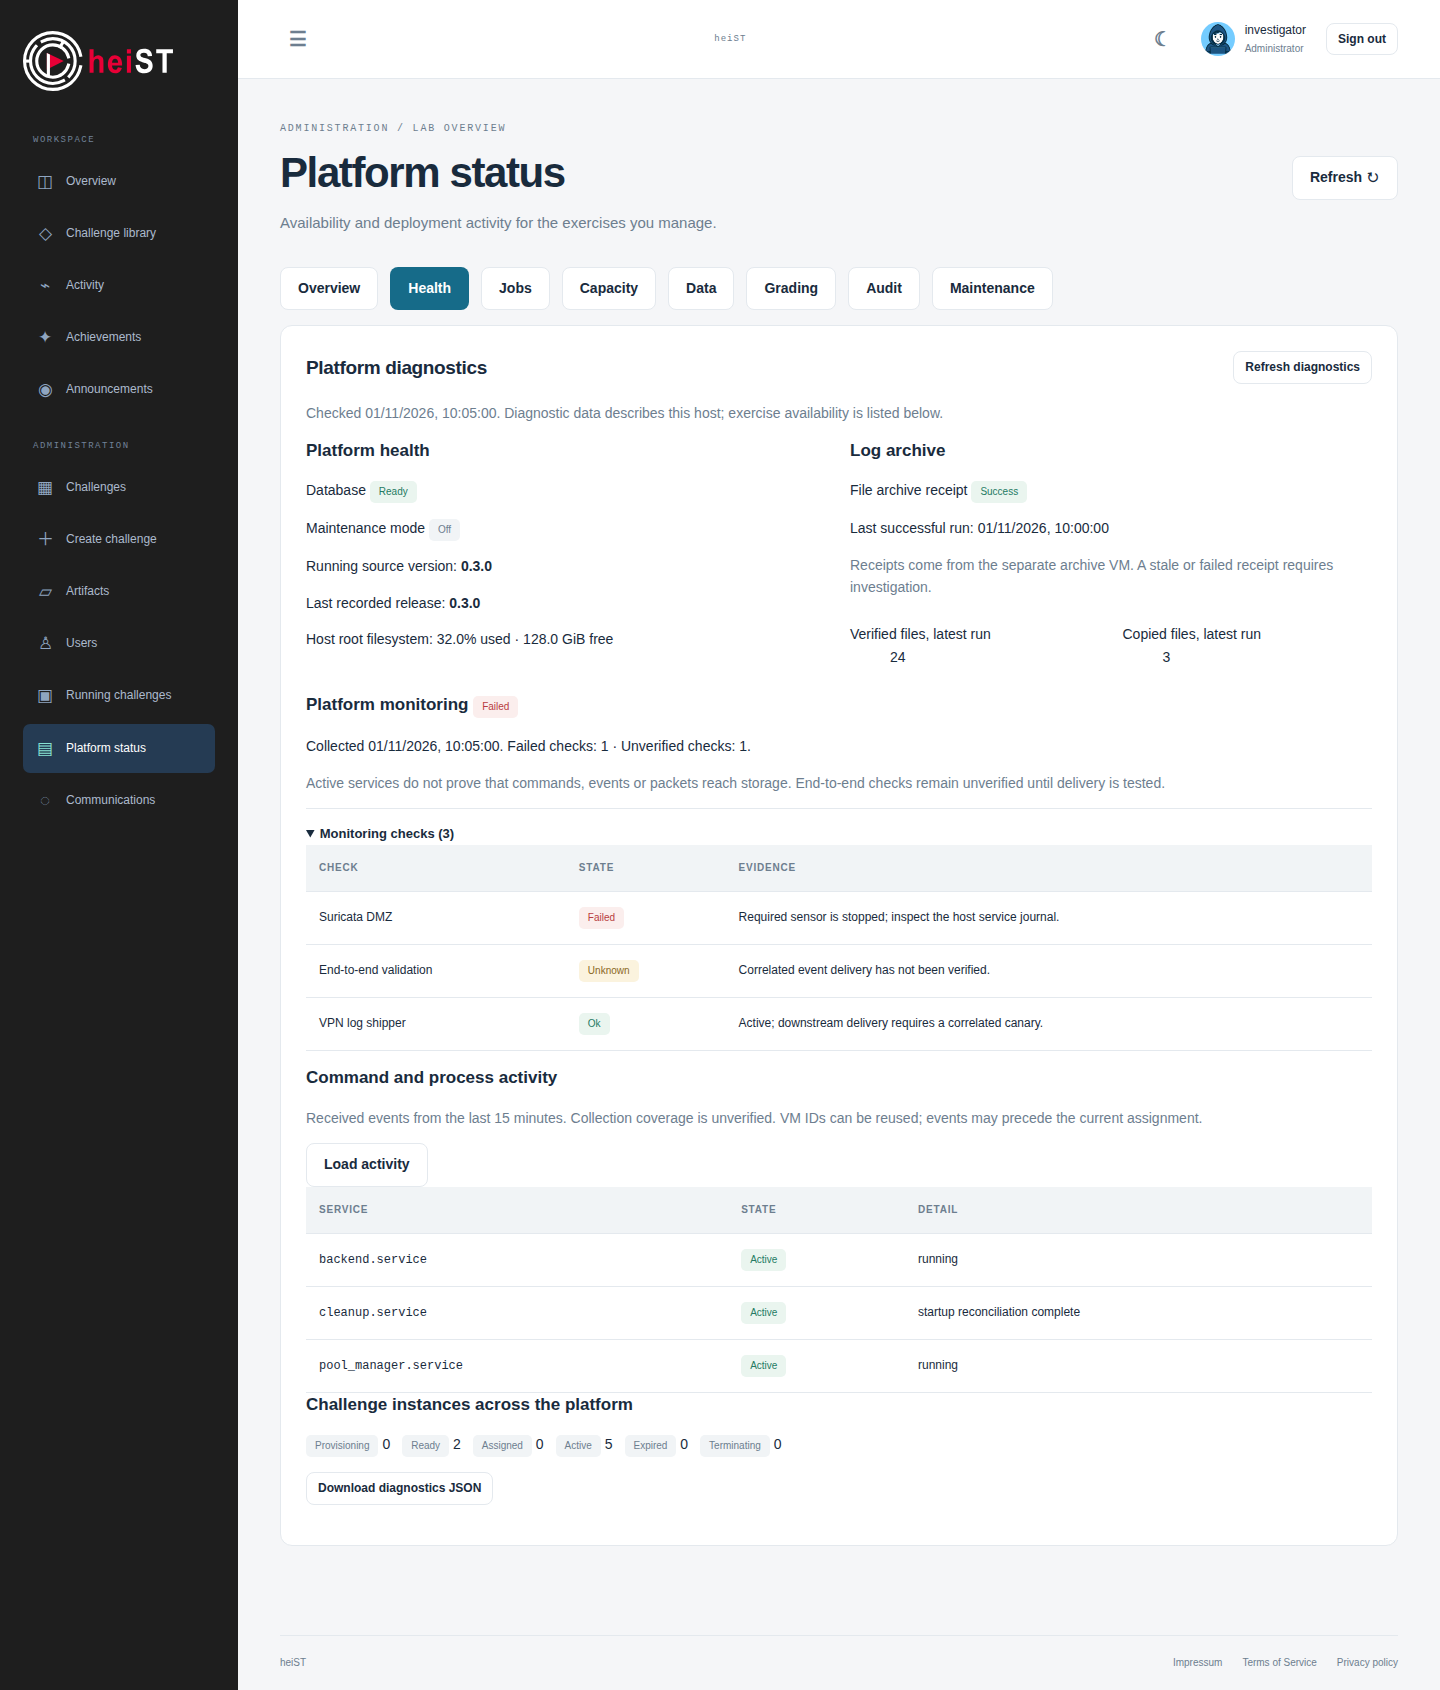 heiST
WORKSPACE
Overview
Challenge library
Activity
Achievements
Announcements
ADMINISTRATION
Challenges
Create challenge
Artifacts
Users
Running challenges
Platform status
Communications
heiST
investigator
Administrator
Sign out
ADMINISTRATION / LAB OVERVIEW
Platform status
Refresh ↻
Availability and deployment activity for the exercises you manage.
Overview Health Jobs Capacity Data Grading Audit Maintenance
Platform diagnostics
Refresh diagnostics
Checked 01/11/2026, 10:05:00. Diagnostic data describes this host; exercise availability is listed below.
Platform health
Database Ready
Maintenance mode Off
Running source version: 0.3.0
Last recorded release: 0.3.0
Host root filesystem: 32.0% used · 128.0 GiB free
Log archive
File archive receipt Success
Last successful run: 01/11/2026, 10:00:00
Receipts come from the separate archive VM. A stale or failed receipt requires
investigation.
Verified files, latest run Copied files, latest run
24 3
Platform monitoring Failed
Collected 01/11/2026, 10:05:00. Failed checks: 1 · Unverified checks: 1.
Active services do not prove that commands, events or packets reach storage. End-to-end checks remain unverified until delivery is tested.
▼ Monitoring checks (3)
CHECK STATE EVIDENCE
Suricata DMZ Failed Required sensor is stopped; inspect the host service journal.
End-to-end validation Unknown Correlated event delivery has not been verified.
VPN log shipper Ok Active; downstream delivery requires a correlated canary.
Command and process activity
Received events from the last 15 minutes. Collection coverage is unverified. VM IDs can be reused; events may precede the current assignment.
Load activity
SERVICE STATE DETAIL
backend.service Active running
cleanup.service Active startup reconciliation complete
pool_manager.service Active running
Challenge instances across the platform
Provisioning 0 Ready 2 Assigned 0 Active 5 Expired 0 Terminating 0
Download diagnostics JSON
heiST
Impressum Terms of Service Privacy policy